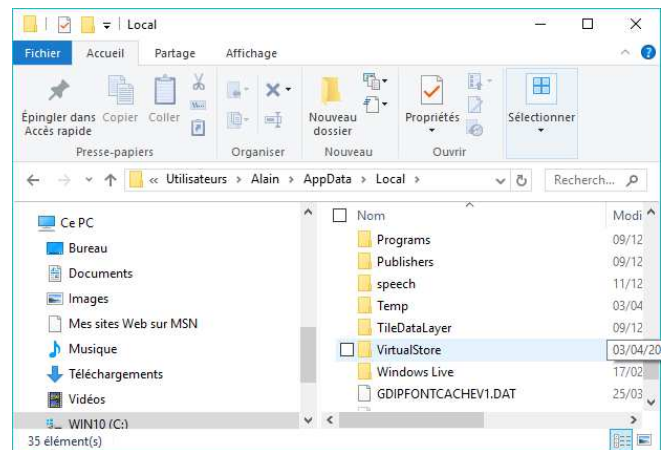 Local
Fichier Accueil Partage Affichage
Épingler dans Accès rapide
Copier
Coller
Nouveau dossier
Propriétés
Sélectionner
Presse-papiers Organiser Nouveau Ouvrir
« Utilisateurs > Alain > AppData > Local >
Recherch...
Ce PC
Bureau
Documents
Images
Mes sites Web sur MSN
Musique
Téléchargements
Vidéos
WIN10 (C:)
Nom Modi
Programs 09/12
Publishers 09/12
speech 11/12
Temp 03/04
TileDataLayer 09/12
VirtualStore 03/04/20
Windows Live 17/02
GDIPFONTCACHEV1.DAT 25/03
35 élément(s)